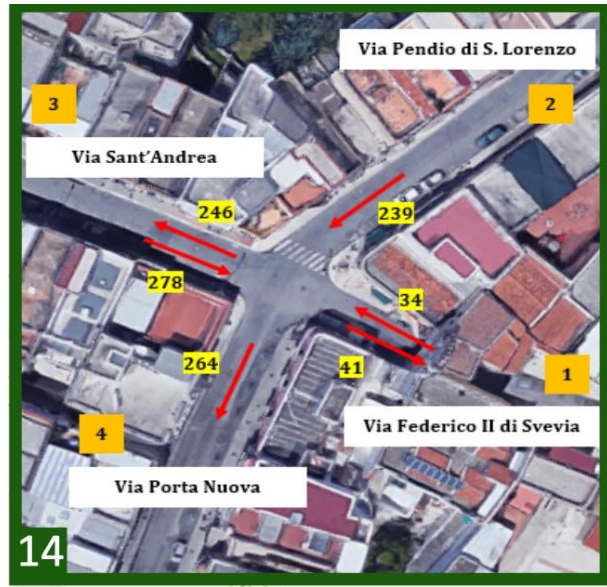 Via Pendio di S. Lorenzo
3
2
Via Sant'Andrea
246
239
278
34
264
41
1
4
Via Federico II di Svevia
Via Porta Nuova
14